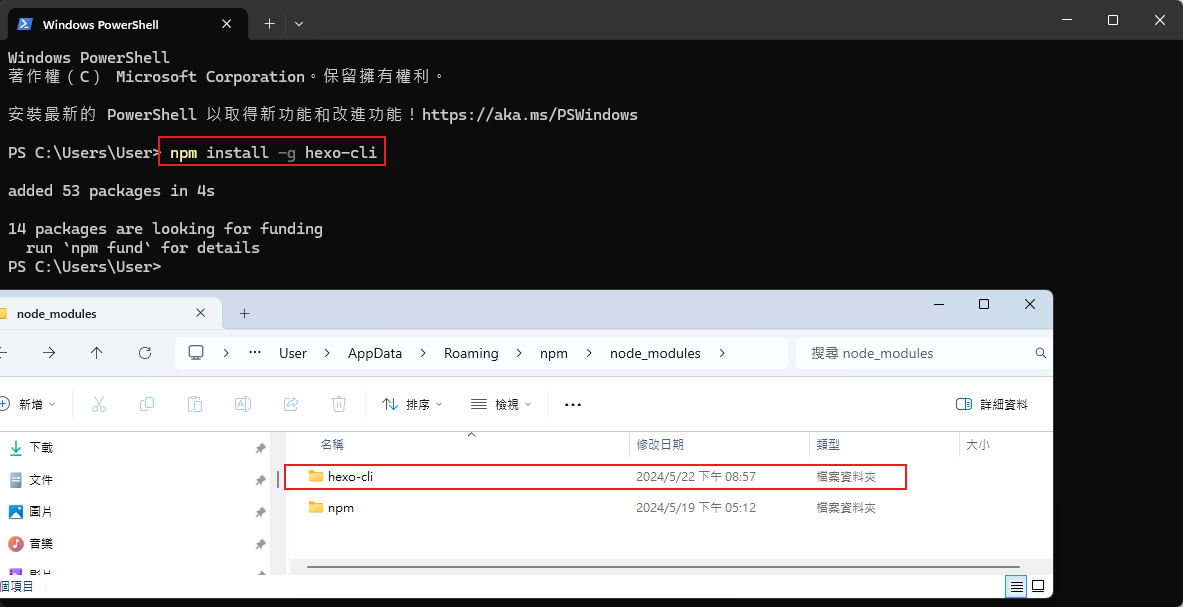 Windows PowerShell
Windows PowerShell
著作權 (C) Microsoft Corporation。保留擁有權利。
安裝最新的 PowerShell 以取得新功能和改進功能！https://aka.ms/PSWindows
PS C:\Users\User> npm install -g hexo-cli
added 53 packages in 4s
14 packages are looking for funding
run `npm fund` for details
PS C:\Users\User>
node_modules
User > AppData > Roaming > npm > node_modules >
搜尋 node_modules
新增 排序 檢視 詳細資料
名稱 修改日期 類型 大小
下載
文件
圖片
音樂
影片
hexo-cli 2024/5/22 下午 08:57 檔案資料夾
npm 2024/5/19 下午 05:12 檔案資料夾
個項目